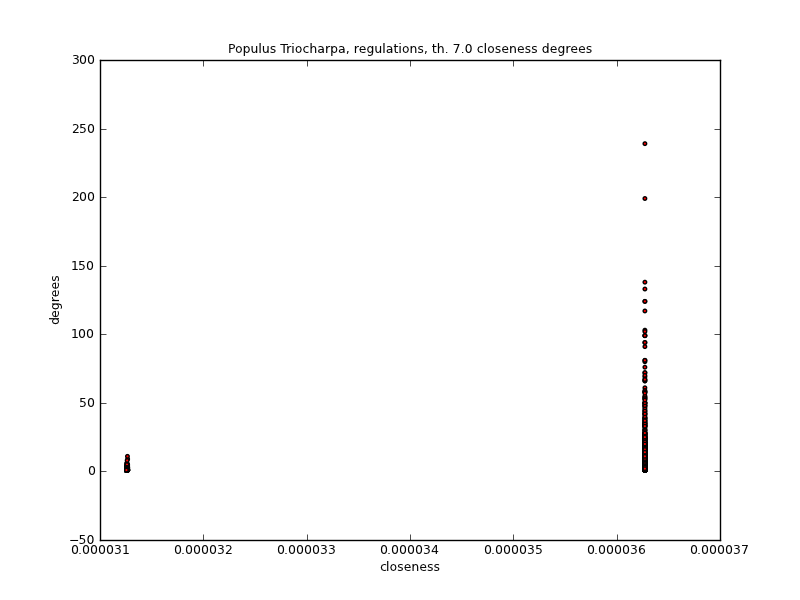 Populus Triocharpa, regulations, th. 7.0 closeness degrees
300
250
200
150
100
50
0
−50
degrees
0.000031 0.000032 0.000033 0.000034 0.000035 0.000036 0.000037
closeness